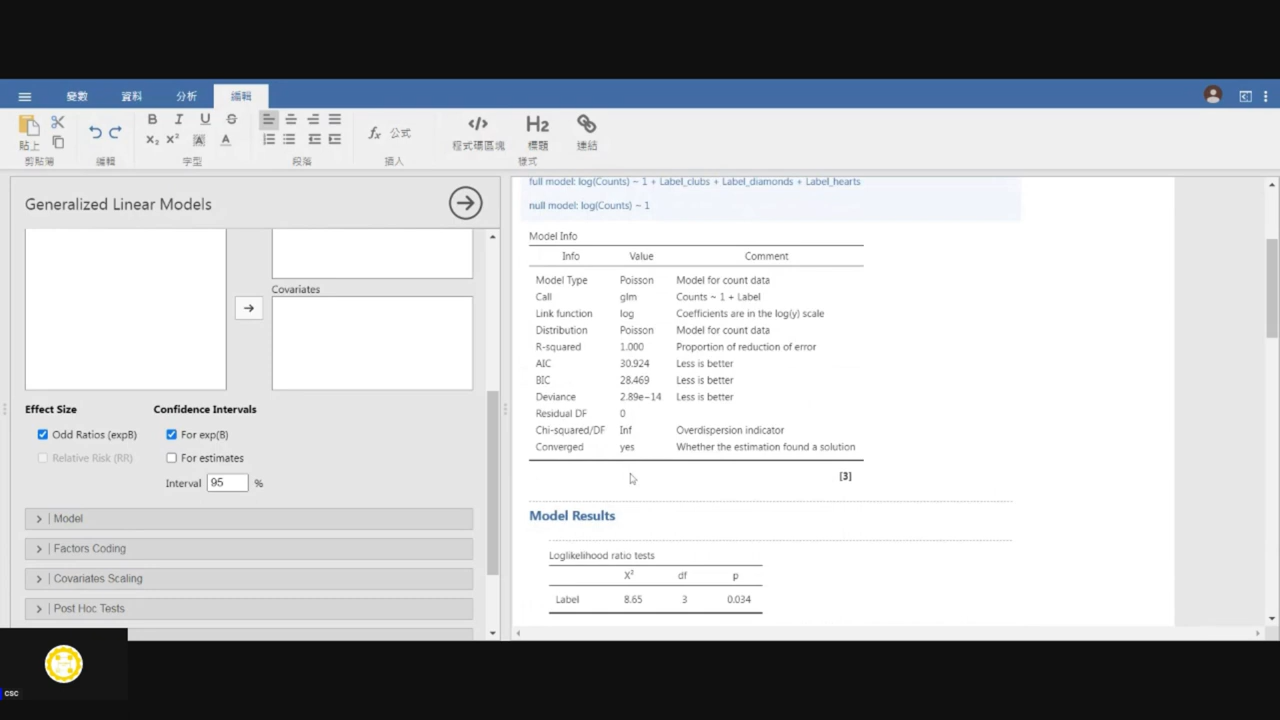 變數 資料 分析 編輯
B I U S
貼上 X₂ X² A A fx 公式 </> 程式碼區塊 H2 標題 連結
剪貼簿 編輯 字型 段落 插入 樣式
Generalized Linear Models
Covariates
Effect Size Confidence Intervals
Odd Ratios (expB) For exp(B)
Relative Risk (RR) For estimates
Interval 95 %
Model
Factors Coding
Covariates Scaling
Post Hoc Tests
full model: log(Counts) ~ 1 + Label_clubs + Label_diamonds + Label_hearts
null model: log(Counts) ~ 1
Model Info
Info Value Comment
Model Type Poisson Model for count data
Call glm Counts ~ 1 + Label
Link function log Coefficients are in the log(y) scale
Distribution Poisson Model for count data
R-squared 1.000 Proportion of reduction of error
AIC 30.924 Less is better
BIC 28.469 Less is better
Deviance 2.89e−14 Less is better
Residual DF 0
Chi-squared/DF Inf Overdispersion indicator
Converged yes Whether the estimation found a solution
[3]
Model Results
Loglikelihood ratio tests
X² df p
Label 8.65 3 0.034
csc